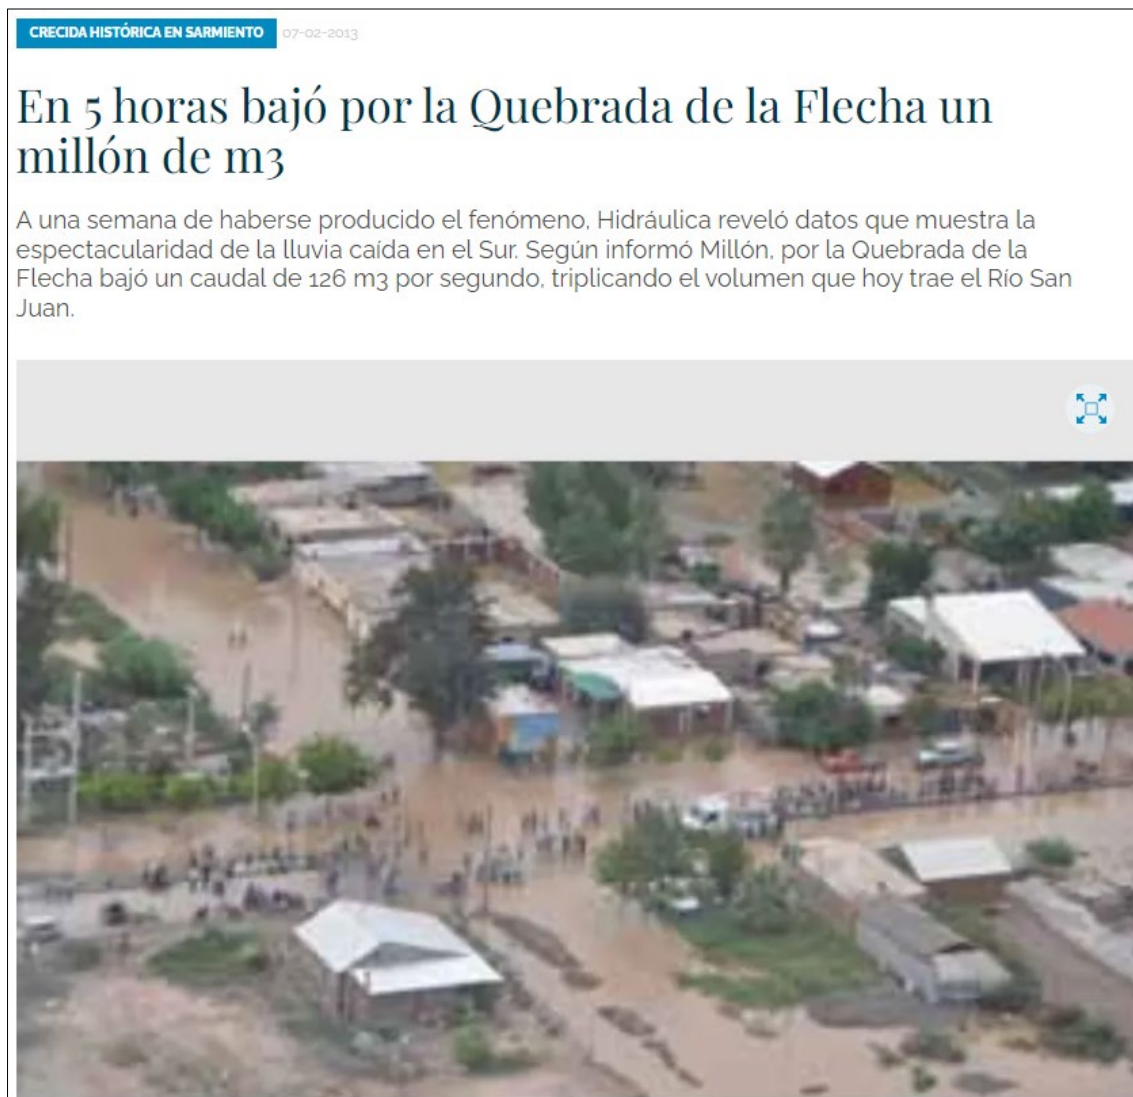 CRECIDA HISTÓRICA EN SARMIENTO 07-02-2013
En 5 horas bajó por la Quebrada de la Flecha un
millón de m3
A una semana de haberse producido el fenómeno, Hidráulica reveló datos que muestra la
espectacularidad de la lluvia caída en el Sur. Según informó Millón, por la Quebrada de la
Flecha bajó un caudal de 126 m3 por segundo, triplicando el volumen que hoy trae el Río San
Juan.